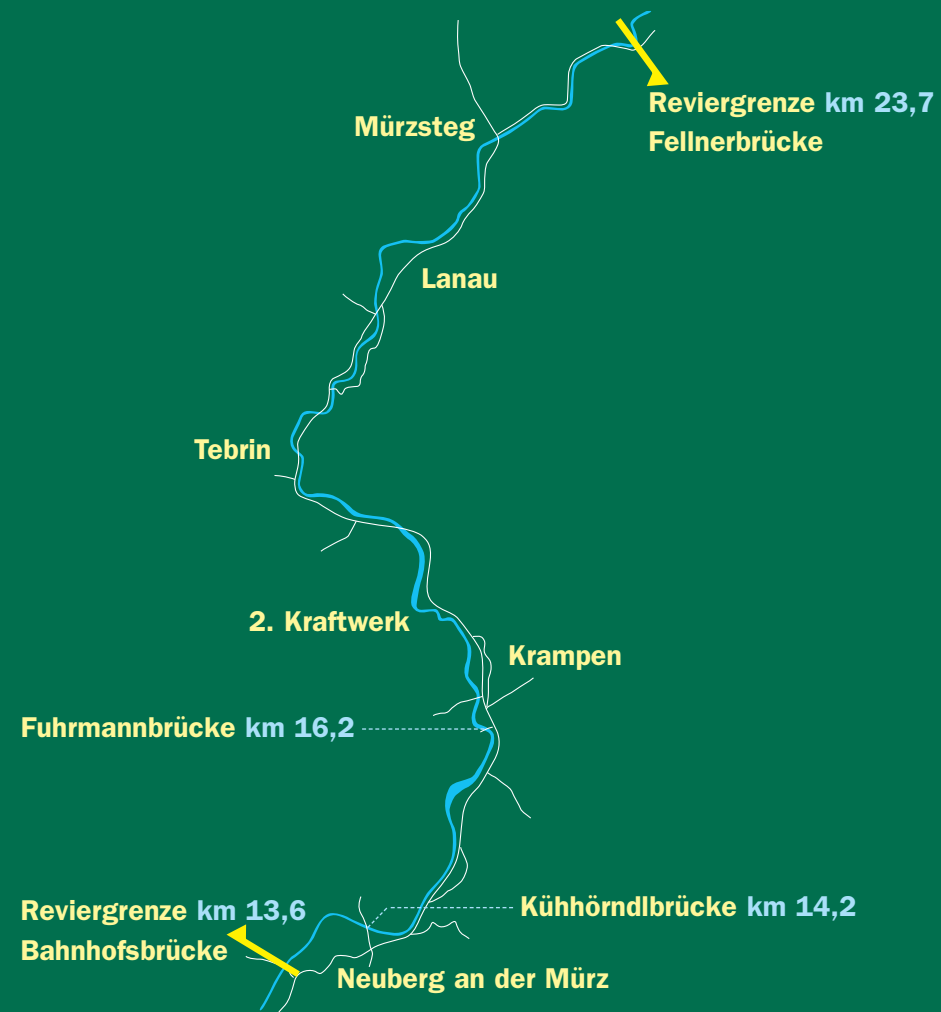 Reviergrenze km 23,7
Fellnerbrücke
Mürzsteg
Lanau
Tebrin
2. Kraftwerk
Krampen
Fuhrmannbrücke km 16,2
Kühhörndlbrücke km 14,2
Reviergrenze km 13,6
Bahnhofsbrücke
Neuberg an der Mürz